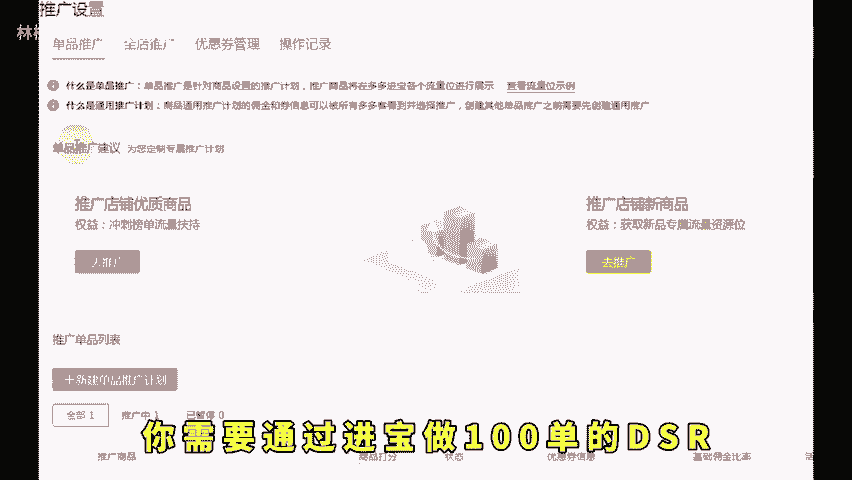 推广设置
林
单品推广 全店推广 优惠券管理 操作记录
什么是单品推广：单品推广是针对商品设置的推广计划，推广商品将在多多进宝各个流量位进行展示 查看流量位示例
什么是通用推广计划：商品通用推广计划的佣金和券信息可以被所有多多客看到并选择推广，创建其他单品推广之前需要先创建通用推广
单品推广建议 为您定制专属推广计划
推广店铺优质商品
权益：冲刺榜单流量扶持
去推广
推广店铺新商品
权益：获取新品专属流量资源位
去推广
推广单品列表
+新建单品推广计划
全部 1 推广中 1 已暂停 0
你需要通过进宝做100单的DSR
推广商品 商品打分 状态 优惠券信息 基础佣金比率 活